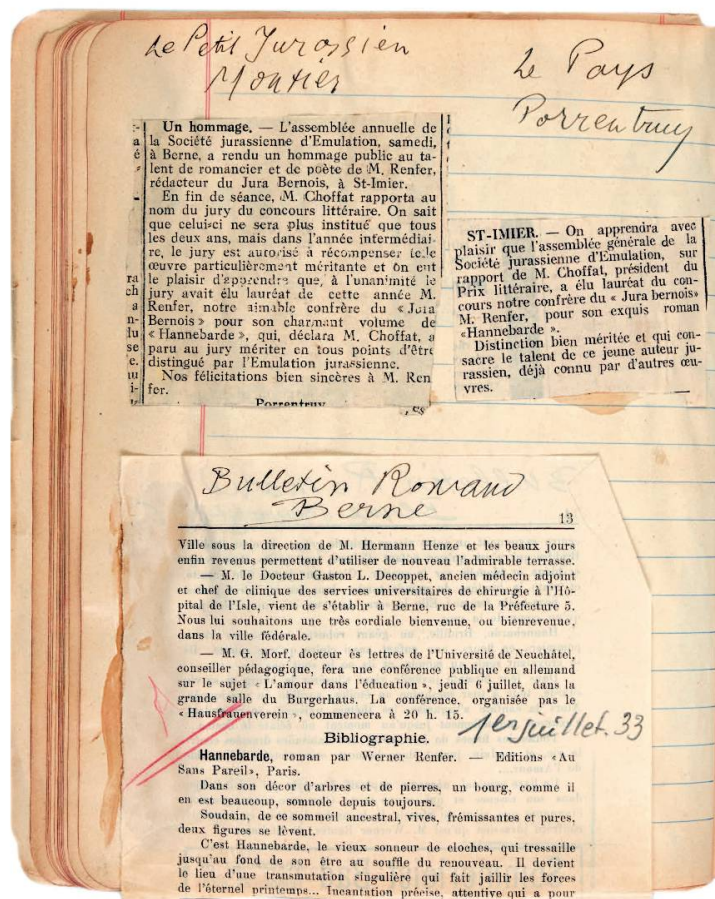 Le Petit Jurassien
Moutier
Un hommage. — L'assemblée annuelle de
la Société jurassienne d'Emulation, samedi,
à Berne, a rendu un hommage public au ta-
lent de romancier et de poète de M. Renfer,
rédacteur du Jura Bernois, à St-Imier.
En fin de séance, M. Choffat rapporta au
nom du jury du concours littéraire. On sait
que celui-ci ne sera plus institué que tous
les deux ans, mais dans l'année intermédiai-
re, le jury est autorisé à récompenser telle
œuvre particulièrement méritante et on eut
le plaisir d'apprendre que, à l'unanimité le
jury avait élu lauréat de cette année M.
Renfer, notre aimable confrère du « Jura
Bernois » pour son charmant volume de
« Hannebarde », qui, déclara M. Choffat, a
paru au jury mériter en tous points d'être
distingué par l'Emulation jurassienne.
Nos félicitations bien sincères à M. Ren
fer.
Porrentruy
Le Pays
Porrentruy
ST-IMIER. — On apprendra avec
plaisir que l'assemblée générale de la
Société jurassienne d'Emulation, sur
rapport de M. Choffat, président du
Prix littéraire, a élu lauréat du con-
cours notre confrère du « Jura bernois»
M. Renfer, pour son exquis roman
«Hannebarde ».
Distinction bien méritée et qui con-
sacre le talent de ce jeune auteur ju-
rassien, déjà connu par d'autres œu-
vres.
Bulletin Romand
Berne
13
Ville sous la direction de M. Hermann Henze et les beaux jours
enfin revenus permettent d'utiliser de nouveau l'admirable terrasse.
— M. le Docteur Gaston L. Decoppet, ancien médecin adjoint
et chef de clinique des services universitaires de chirurgie à l'Hô-
pital de l'Isle, vient de s'établir à Berne, rue de la Préfecture 5.
Nous lui souhaitons une très cordiale bienvenue, ou bienrevenue,
dans la ville fédérale.
— M. G. Morf, docteur ès lettres de l'Université de Neuchâtel,
conseiller pédagogique, fera une conférence publique en allemand
sur le sujet « L'amour dans l'éducation », jeudi 6 juillet, dans la
grande salle du Burgerhaus. La conférence, organisée pas le
« Hausfrauenverein », commencera à 20 h. 15.
1er juillet. 33
Bibliographie.
Hannebarde, roman par Werner Renfer. — Editions «Au
Sans Pareil», Paris.
Dans son décor d'arbres et de pierres, un bourg, comme il
en est beaucoup, somnole depuis toujours.
Soudain, de ce sommeil ancestral, vives, frémissantes et pures,
deux figures se lèvent.
C'est Hannebarde, le vieux sonneur de cloches, qui tressaille
jusqu'au fond de son être au souffle du renouveau. Il devient
le lieu d'une transmutation singulière qui fait jaillir les forces
de l'éternel printemps... Incantation précise, attentive qui a pour